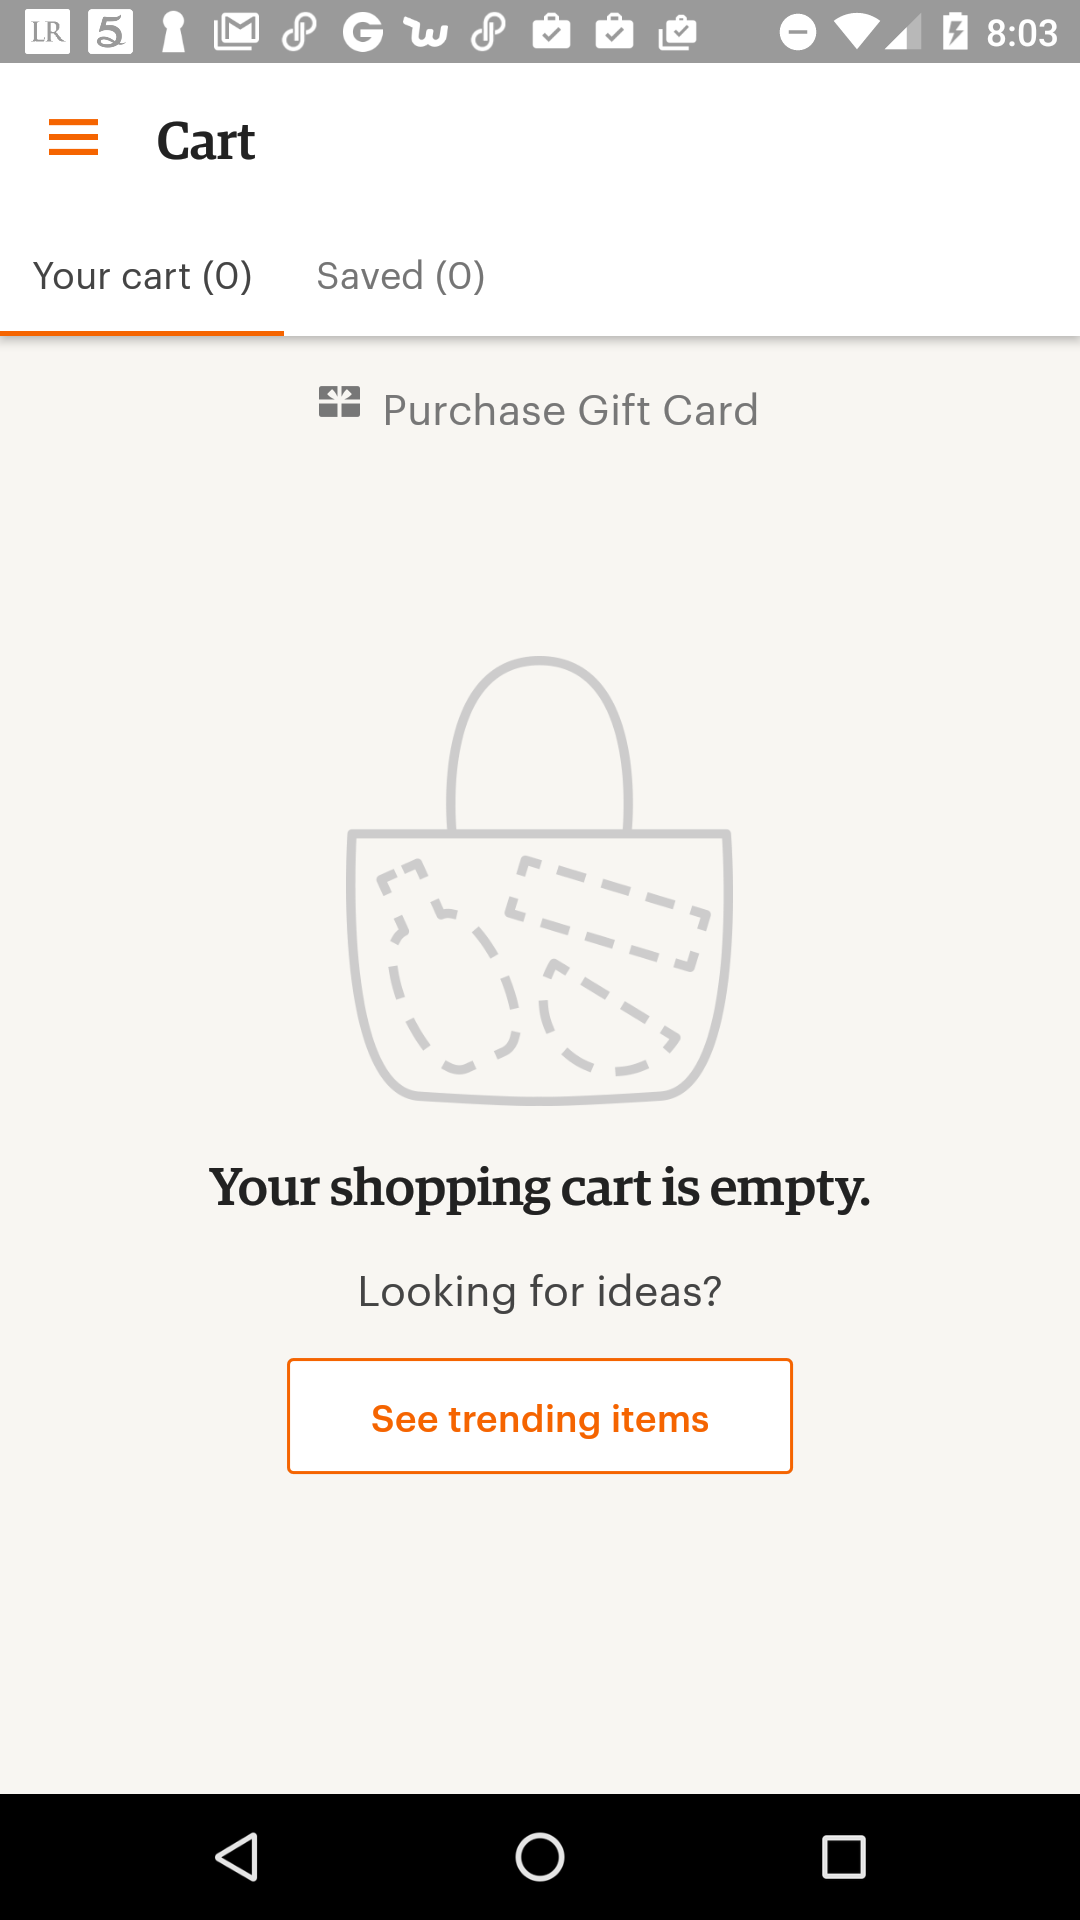 LR 5 G 8:03
Cart
Your cart (0) Saved (0)
Purchase Gift Card
Your shopping cart is empty.
Looking for ideas?
See trending items